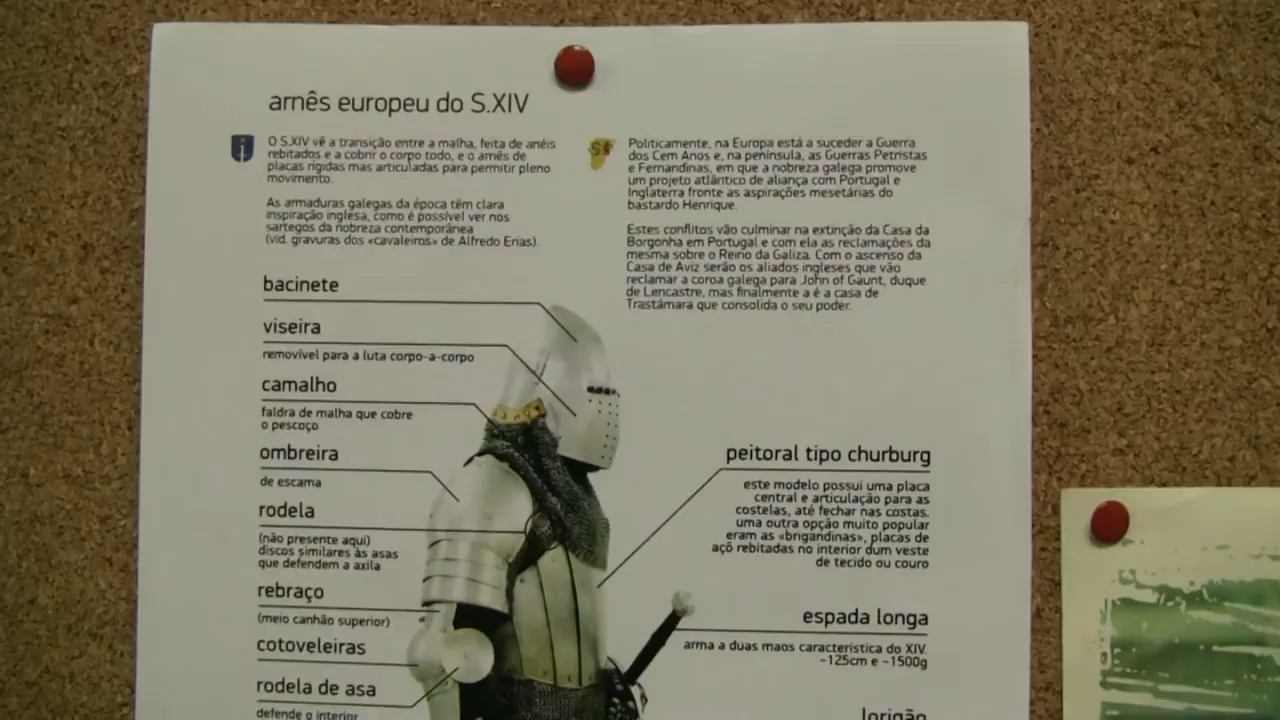 arnês europeu do S.XIV
O S.XIV vê a transição entre a malha, feita de anéis
rebitados e a cobrir o corpo todo, e o arnês de
placas rígidas mas articuladas para permitir pleno
movimento.
As armaduras galegas da época têm clara
inspiração inglesa, como é possível ver nos
sartegos da nobreza contemporânea
(vid. gravuras dos «cavaleiros» de Alfredo Erias).
Politicamente, na Europa está a suceder a Guerra
dos Cem Anos e, na península, as Guerras Petristas
e Fernandinas, em que a nobreza galega promove
um projeto atlântico de aliança com Portugal e
Inglaterra fronte as aspirações mesetárias do
bastardo Henrique.
Estes conflitos vão culminar na extinção da Casa da
Borgonha em Portugal e com ela as reclamações da
mesma sobre o Reino da Galiza. Com o ascenso da
Casa de Aviz serão os aliados ingleses que vão
reclamar a coroa galega para John of Gaunt, duque
de Lencastre, mas finalmente a é a casa de
Trastámara que consolida o seu poder.
bacinete
viseira
removível para a luta corpo-a-corpo
camalho
faldra de malha que cobre
o pescoço
ombreira
de escama
rodela
(não presente aqui)
discos similares às asas
que defendem a axila
rebraço
(meio canhão superior)
cotoveleiras
rodela de asa
defende o interior
peitoral tipo churburg
este modelo possui uma placa
central e articulação para as
costelas, até fechar nas costas.
uma outra opção muito popular
eram as «brigandinas», placas de
aço rebitadas no interior dum veste
de tecido ou couro
espada longa
arma a duas maos caracteristica do XIV.
~125cm e ~1500g
lorigão